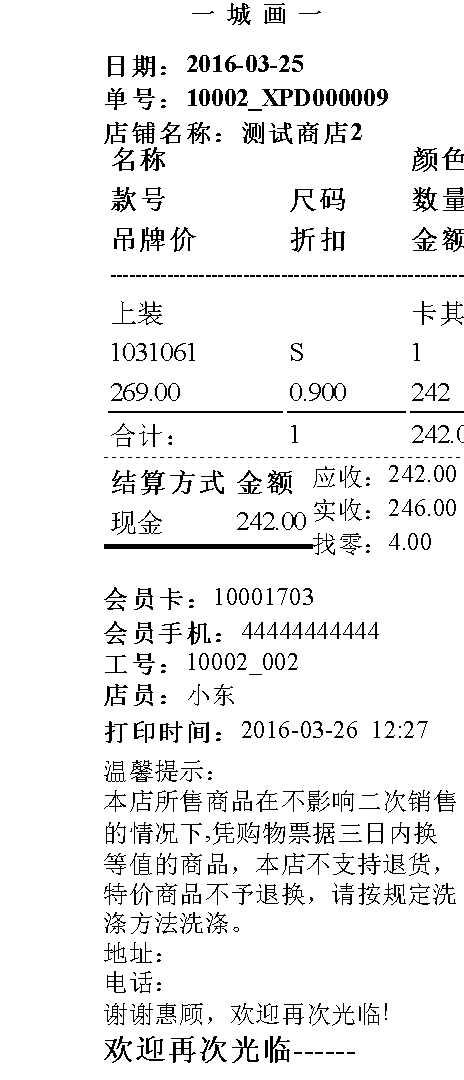 一 城 画 一
日期：2016-03-25
单号：10002_XPD000009
店铺名称：测试商店2
名称 颜色
款号 尺码 数量
吊牌价 折扣 金额
--------------------------------------------------------
上装 卡其
1031061 S 1
269.00 0.900 242
合计： 1 242.0
结算方式 金额 应收：242.00
现金 242.00 实收：246.00
找零：4.00
会员卡：10001703
会员手机：44444444444
工号：10002_002
店员：小东
打印时间：2016-03-26 12:27
温馨提示：
本店所售商品在不影响二次销售
的情况下,凭购物票据三日内换
等值的商品，本店不支持退货，
特价商品不予退换，请按规定洗
涤方法洗涤。
地址：
电话：
谢谢惠顾，欢迎再次光临!
欢迎再次光临------